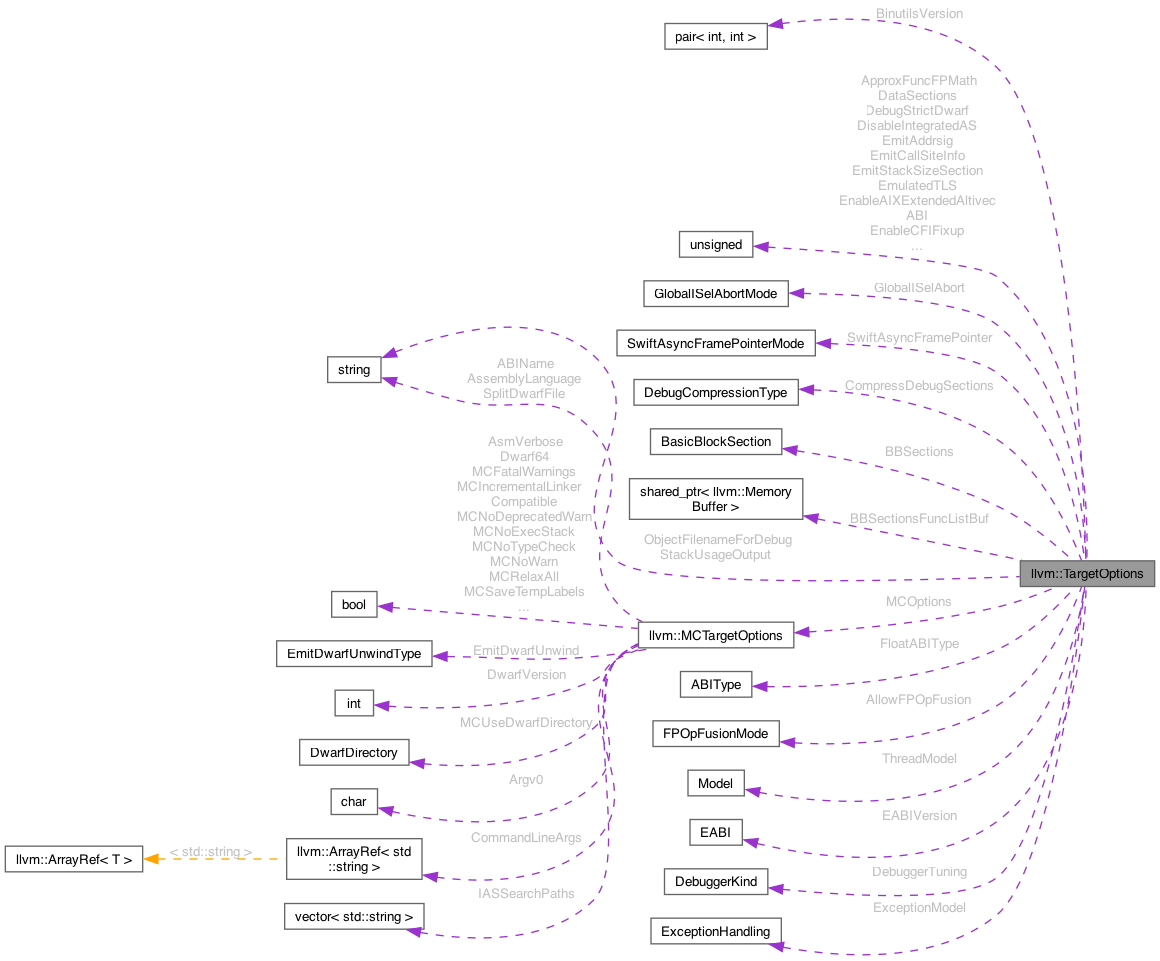 BinutilsVersion
pair< int, int >
ApproxFuncFPMath
DataSections
DebugStrictDwarf
DisableIntegratedAS
EmitAddrsig
EmitCallSiteInfo
EmitStackSizeSection
EmulatedTLS
EnableAIXExtendedAltivec
ABI
EnableCFIFixup
...
unsigned
GlobalISelAbort
GlobalISelAbortMode
SwiftAsyncFramePointer
SwiftAsyncFramePointerMode
string
ABIName
AssemblyLanguage
SplitDwarfFile
CompressDebugSections
DebugCompressionType
BBSections
BasicBlockSection
AsmVerbose
Dwarf64
MCFatalWarnings
MCIncrementalLinker
Compatible
MCNoDeprecatedWarn
MCNoExecStack
MCNoTypeCheck
MCNoWarn
MCRelaxAll
MCSaveTempLabels
...
shared_ptr< llvm::Memory
Buffer >
BBSectionsFuncListBuf
ObjectFilenameForDebug
StackUsageOutput
llvm::TargetOptions
bool
MCOptions
llvm::MCTargetOptions
EmitDwarfUnwindType
EmitDwarfUnwind
FloatABIType
ABIType
DwarfVersion
int
AllowFPOpFusion
FPOpFusionMode
MCUseDwarfDirectory
DwarfDirectory
ThreadModel
Model
Argv0
char
EABIVersion
EABI
CommandLineArgs
llvm::ArrayRef< T >
< std::string >
llvm::ArrayRef< std
::string >
DebuggerTuning
DebuggerKind
IASSearchPaths
vector< std::string >
ExceptionModel
ExceptionHandling